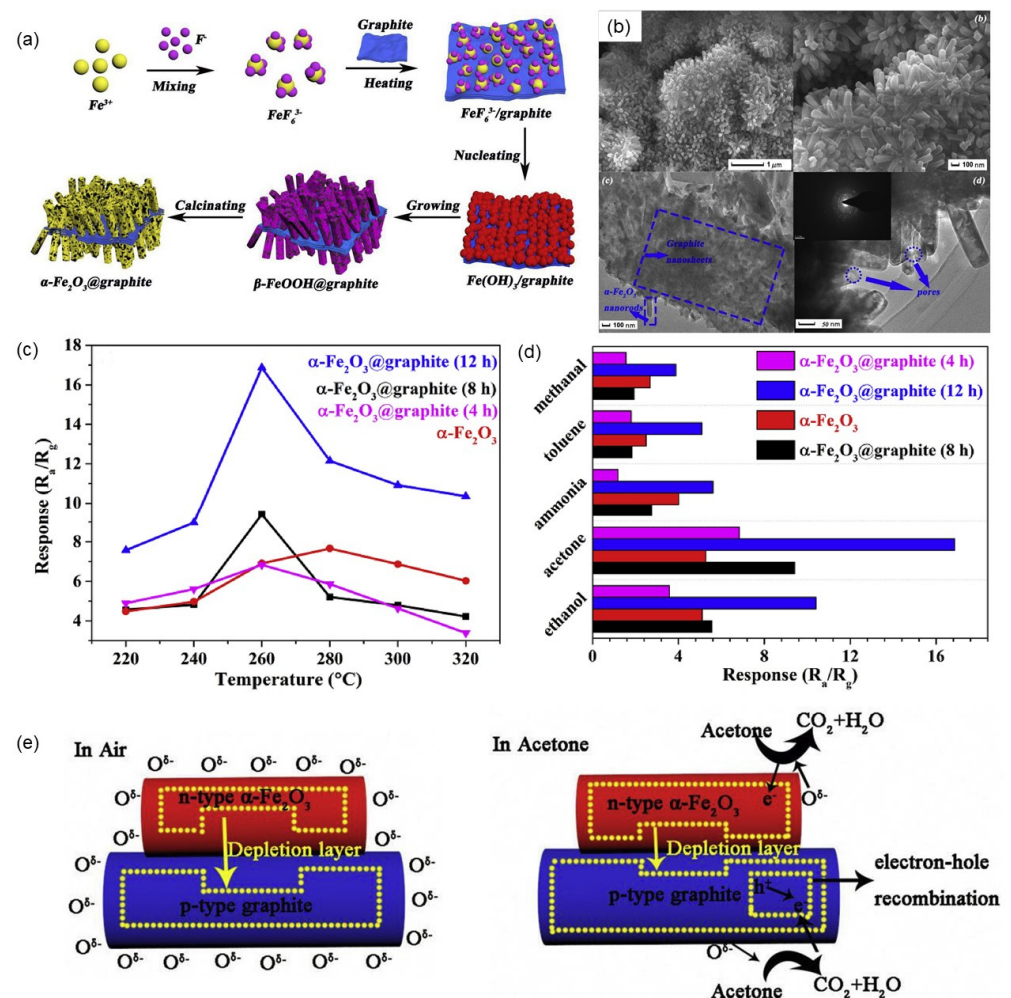 (a)
Fe³⁺
F⁻
Mixing
FeF₆³⁻
Graphite
Heating
FeF₆³⁻/graphite
Nucleating
Fe(OH)₃/graphite
Growing
β-FeOOH@graphite
Calcinating
α-Fe₂O₃@graphite
(b)
1 μm
(b)
100 nm
(c)
Graphite
nanosheets
α-Fe₂O₃
nanorods
100 nm
(d)
pores
50 nm
(c)
Response (Rₐ/R_g)
18
16
14
12
10
8
6
4
220 240 260 280 300 320
Temperature (°C)
α-Fe₂O₃@graphite (12 h)
α-Fe₂O₃@graphite (8 h)
α-Fe₂O₃@graphite (4 h)
α-Fe₂O₃
(d)
methanal
toluene
ammonia
acetone
ethanol
α-Fe₂O₃@graphite (4 h)
α-Fe₂O₃@graphite (12 h)
α-Fe₂O₃
α-Fe₂O₃@graphite (8 h)
0 4 8 12 16
Response (Rₐ/R_g)
(e)
In Air
O^δ- O^δ- O^δ- O^δ- O^δ-
O^δ- O^δ-
n-type α-Fe₂O₃
O^δ- O^δ-
Depletion layer
O^δ- O^δ-
O^δ- p-type graphite O^δ-
O^δ- O^δ-
O^δ- O^δ- O^δ- O^δ- O^δ-
In Acetone
Acetone
CO₂+H₂O
n-type α-Fe₂O₃
e⁻
O^δ-
Depletion layer
p-type graphite
h⁺
e
electron-hole
recombination
O^δ-
Acetone
CO₂+H₂O